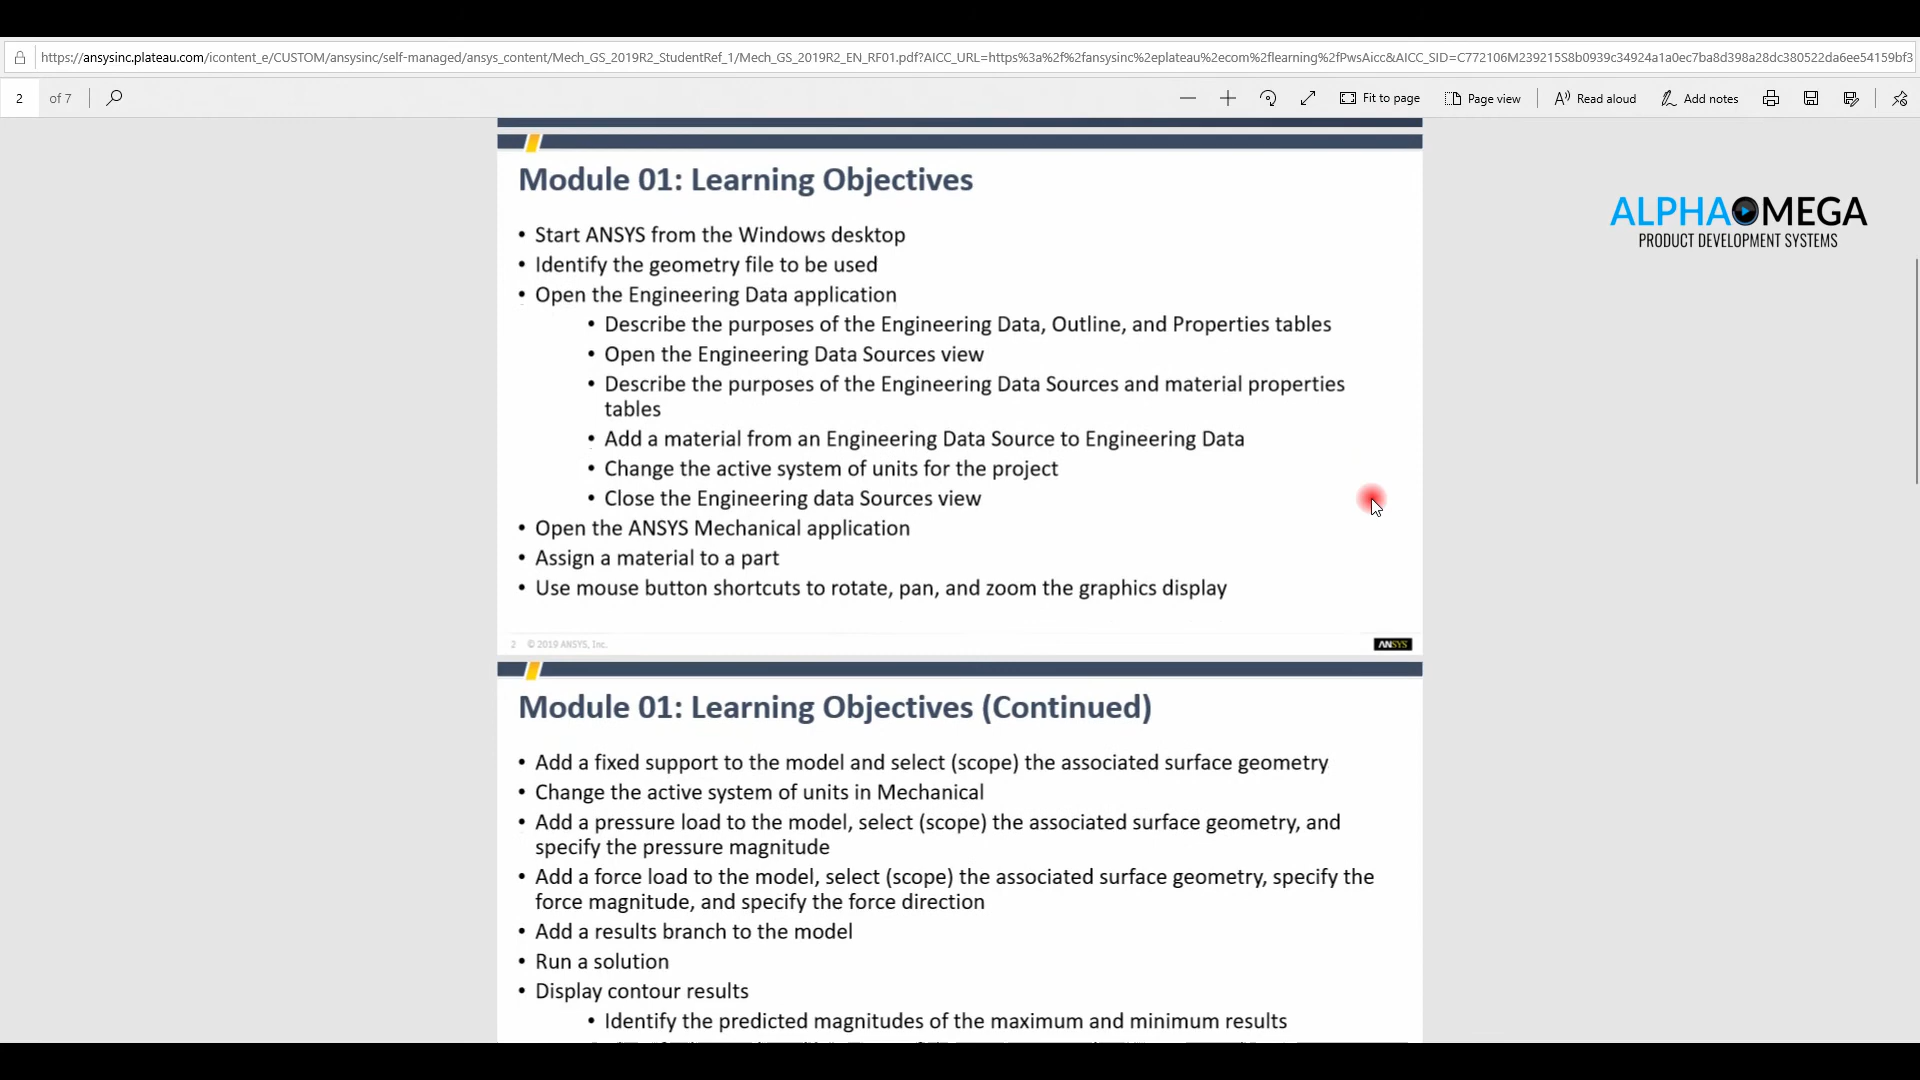 https://ansysinc.plateau.com/icontent_e/CUSTOM/ansysinc/self-managed/ansys_content/Mech_GS_2019R2_StudentRef_1/Mech_GS_2019R2_EN_RF01.pdf?AICC_URL=https%3a%2f%2fansysinc%2eplateau%2ecom%2flearning%2fPwsAicc&AICC_SID=C772106M239215S8b0939c34924a1a0ec7ba8d398a28dc380522da6ee54159bf3
2 of 7 Fit to page Page view Read aloud Add notes
Module 01: Learning Objectives
ALPHAOMEGA
PRODUCT DEVELOPMENT SYSTEMS
• Start ANSYS from the Windows desktop
• Identify the geometry file to be used
• Open the Engineering Data application
• Describe the purposes of the Engineering Data, Outline, and Properties tables
• Open the Engineering Data Sources view
• Describe the purposes of the Engineering Data Sources and material properties
tables
• Add a material from an Engineering Data Source to Engineering Data
• Change the active system of units for the project
• Close the Engineering data Sources view
• Open the ANSYS Mechanical application
• Assign a material to a part
• Use mouse button shortcuts to rotate, pan, and zoom the graphics display
2 © 2019 ANSYS, Inc. ANSYS
Module 01: Learning Objectives (Continued)
• Add a fixed support to the model and select (scope) the associated surface geometry
• Change the active system of units in Mechanical
• Add a pressure load to the model, select (scope) the associated surface geometry, and
specify the pressure magnitude
• Add a force load to the model, select (scope) the associated surface geometry, specify the
force magnitude, and specify the force direction
• Add a results branch to the model
• Run a solution
• Display contour results
• Identify the predicted magnitudes of the maximum and minimum results